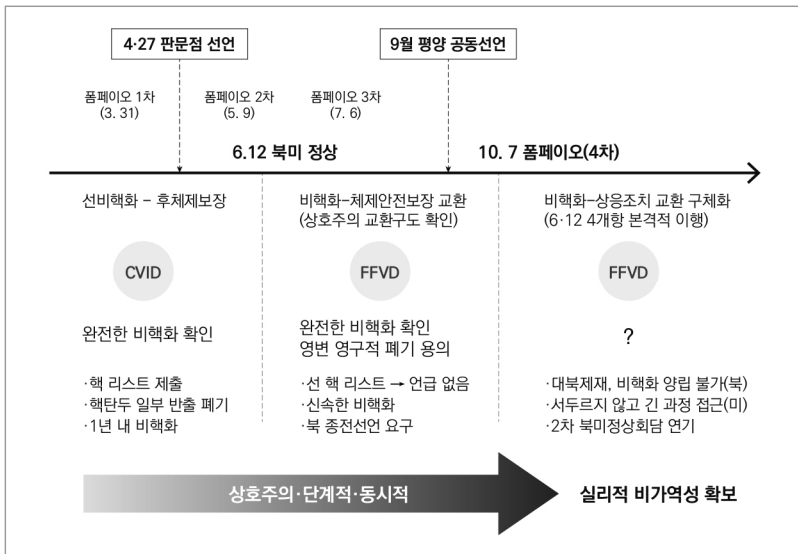 4·27 판문점 선언
9월 평양 공동선언
폼페이오 1차
(3. 31)
폼페이오 2차
(5. 9)
폼페이오 3차
(7. 6)
6.12 북미 정상
10. 7 폼페이오(4차)
선비핵화 – 후체제보장
비핵화–체제안전보장 교환
(상호주의 교환구도 확인)
비핵화–상응조치 교환 구체화
(6·12 4개항 본격적 이행)
CVID
FFVD
FFVD
완전한 비핵화 확인
완전한 비핵화 확인
영변 영구적 폐기 용의
?
·핵 리스트 제출
·핵탄두 일부 반출 폐기
·1년 내 비핵화
·선 핵 리스트 → 언급 없음
·신속한 비핵화
·북 종전선언 요구
·대북제재, 비핵화 양립 불가(북)
·서두르지 않고 긴 과정 접근(미)
·2차 북미정상회담 연기
상호주의·단계적·동시적
실리적 비가역성 확보